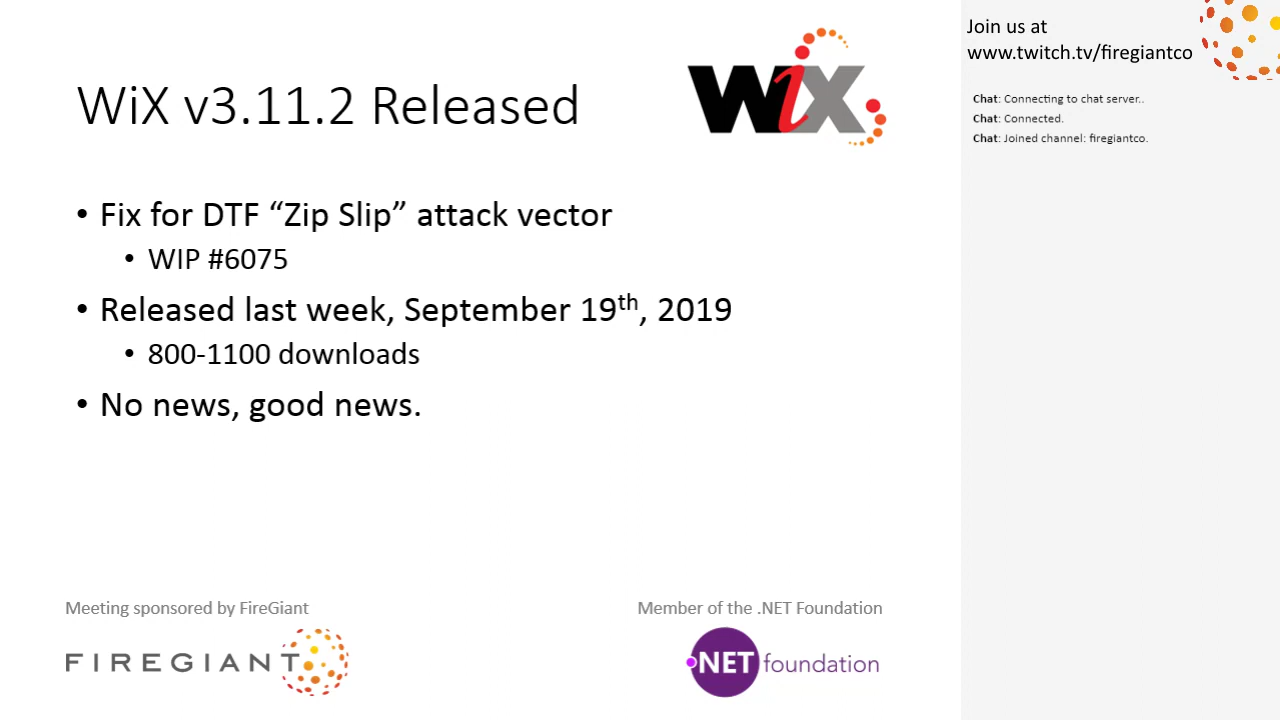 WiX v3.11.2 Released
WiX
• Fix for DTF “Zip Slip” attack vector
• WIP #6075
• Released last week, September 19th, 2019
• 800-1100 downloads
• No news, good news.
Meeting sponsored by FireGiant
FIREGIANT
Member of the .NET Foundation
.NET foundation
Join us at
www.twitch.tv/firegiantco
Chat: Connecting to chat server..
Chat: Connected.
Chat: Joined channel: firegiantco.